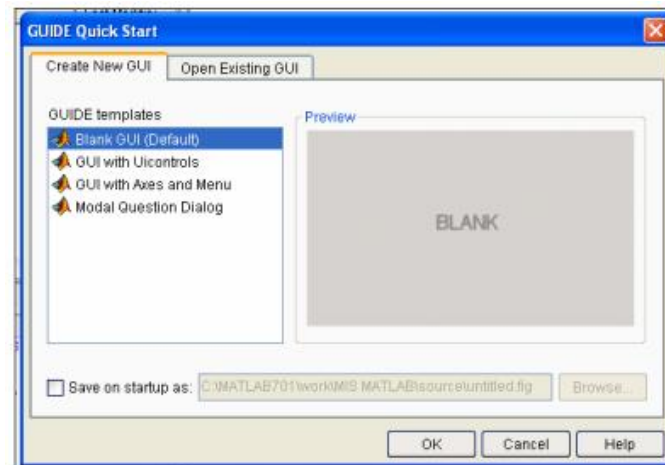 GUIDE Quick Start
Create New GUI
Open Existing GUI
GUIDE templates
Blank GUI (Default)
GUI with Uicontrols
GUI with Axes and Menu
Modal Question Dialog
Preview
BLANK
Save on startup as:
C:\MATLAB701\work\MIS MATLAB\source\untitled.fig
Browse...
OK
Cancel
Help